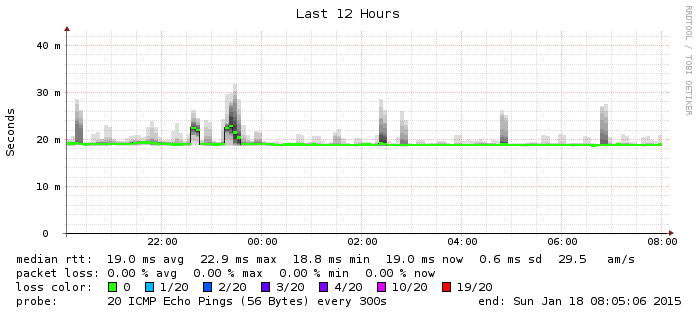 Last 12 Hours
RRDTOOL / TOBI OETIKER
Seconds
40 m
30 m
20 m
10 m
0
22:00 00:00 02:00 04:00 06:00 08:00
median rtt: 19.0 ms avg 22.9 ms max 18.8 ms min 19.0 ms now 0.6 ms sd 29.5 am/s
packet loss: 0.00 % avg 0.00 % max 0.00 % min 0.00 % now
loss color: 0 1/20 2/20 3/20 4/20 10/20 19/20
probe: 20 ICMP Echo Pings (56 Bytes) every 300s end: Sun Jan 18 08:05:06 2015